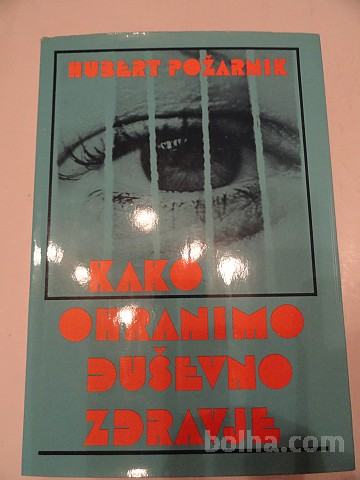 HUBERT POŽARNIK
KAKO
OHRANIMO
DUŠEVNO
ZDRAVJE
bolha.com